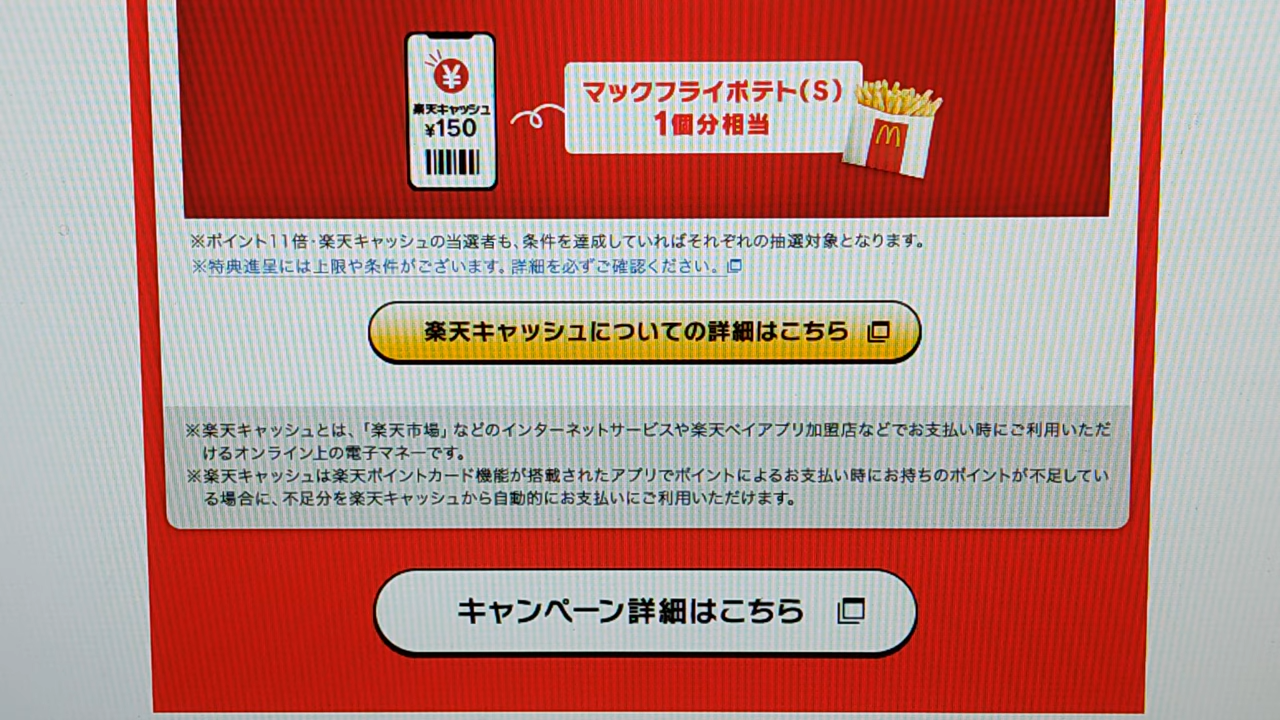 楽天キャッシュ
¥150
マックフライポテト(S)
1個分相当
※ポイント11倍・楽天キャッシュの当選者も、条件を達成していればそれぞれの抽選対象となります。
※特典進呈には上限や条件がございます。詳細を必ずご確認ください。
楽天キャッシュについての詳細はこちら
※楽天キャッシュとは、「楽天市場」などのインターネットサービスや楽天ペイアプリ加盟店などでお支払い時にご利用いただ
けるオンライン上の電子マネーです。
※楽天キャッシュは楽天ポイントカード機能が搭載されたアプリでポイントによるお支払い時にお持ちのポイントが不足してい
る場合に、不足分を楽天キャッシュから自動的にお支払いにご利用いただけます。
キャンペーン詳細はこちら